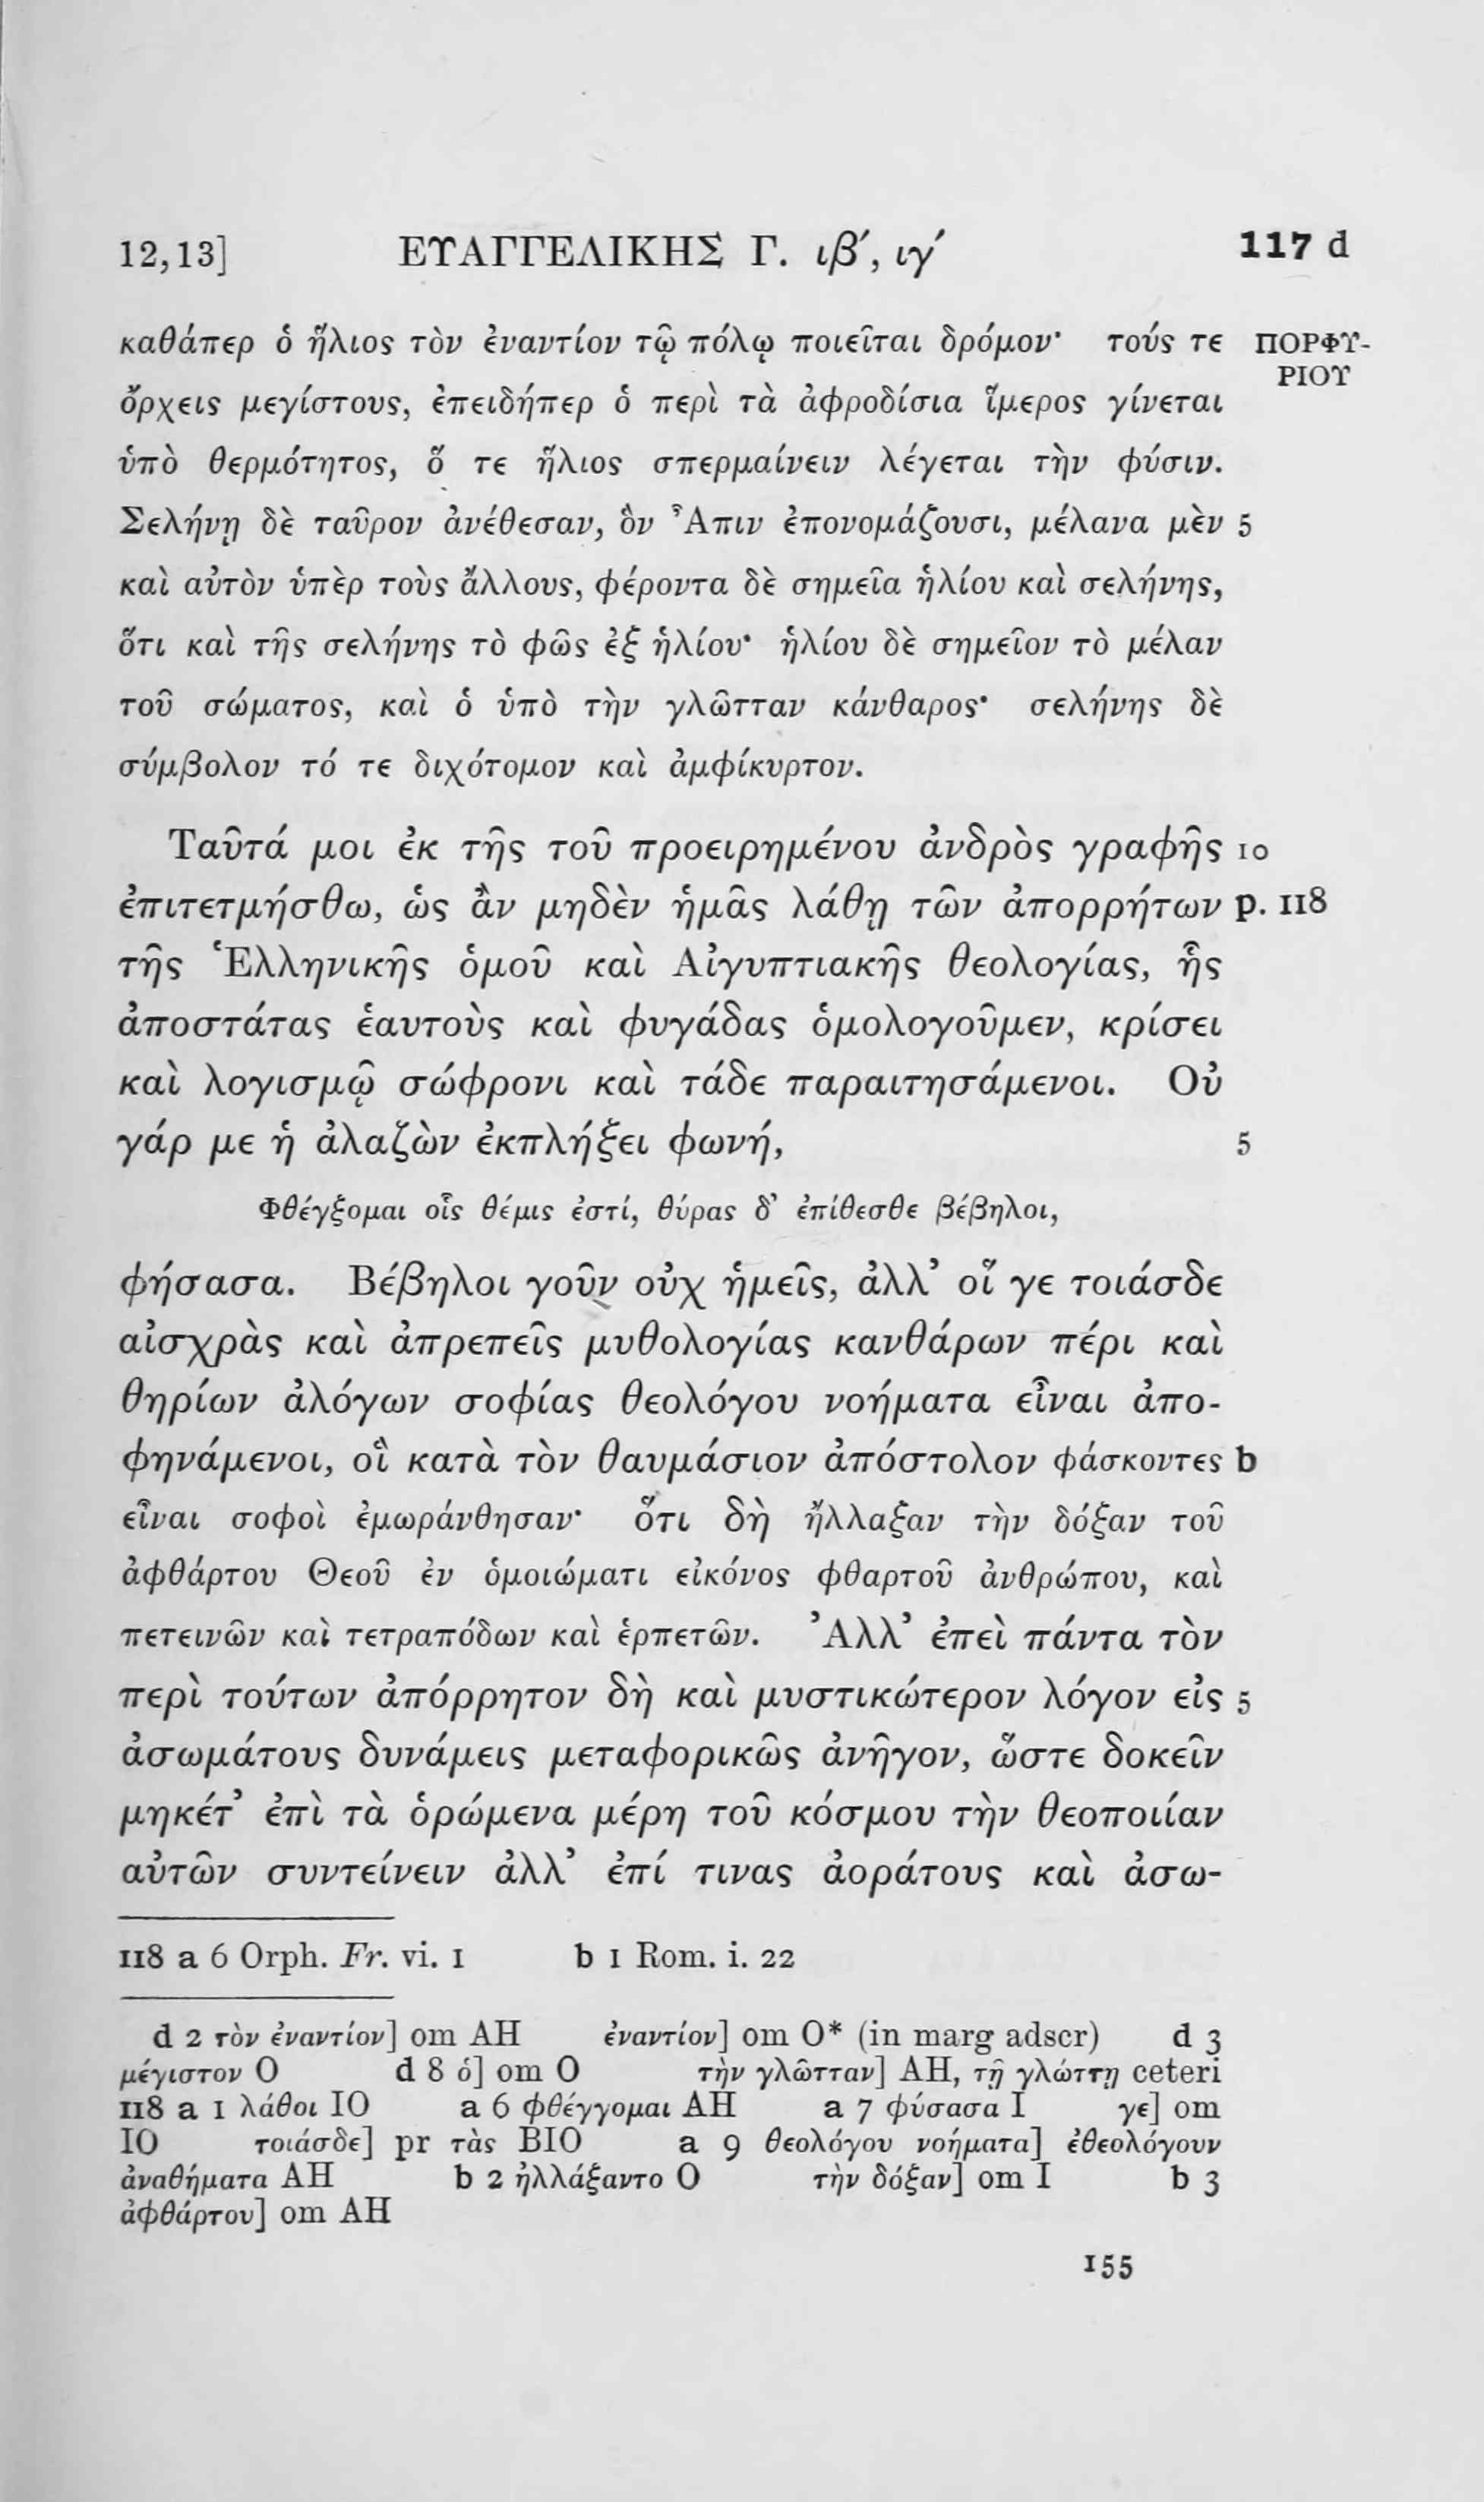 12,13] ΕΥΑΓΓΕΛΙΚΗΣ Γ. ιβ′, ιγ′ 117 d
καθάπερ ὁ ἥλιος τὸν ἐναντίον τῷ πόλῳ ποιεῖται δρόμον· τούς τε ΠΟΡΦΥ-
ΡΙΟΥ
ὄρχεις μεγίστους, ἐπειδήπερ ὁ περὶ τὰ ἀφροδίσια ἵμερος γίνεται
ὑπὸ θερμότητος, ὅ τε ἥλιος σπερμαίνειν λέγεται τὴν φύσιν.
Σελήνῃ δὲ ταῦρον ἀνέθεσαν, ὃν Ἆπιν ἐπονομάζουσι, μέλανα μὲν 5
καὶ αὐτὸν ὑπὲρ τοὺς ἄλλους, φέροντα δὲ σημεῖα ἡλίου καὶ σελήνης,
ὅτι καὶ τῆς σελήνης τὸ φῶς ἐξ ἡλίου· ἡλίου δὲ σημεῖον τὸ μέλαν
τοῦ σώματος, καὶ ὁ ὑπὸ τὴν γλῶτταν κάνθαρος· σελήνης δὲ
σύμβολον τό τε διχότομον καὶ ἀμφίκυρτον.
Ταῦτά μοι ἐκ τῆς τοῦ προειρημένου ἀνδρὸς γραφῆς 10
ἐπιτετμήσθω, ὡς ἂν μηδὲν ἡμᾶς λάθῃ τῶν ἀπορρήτων p. 118
τῆς Ἑλληνικῆς ὁμοῦ καὶ Αἰγυπτιακῆς θεολογίας, ἧς
ἀποστάτας ἑαυτοὺς καὶ φυγάδας ὁμολογοῦμεν, κρίσει
καὶ λογισμῷ σώφρονι καὶ τάδε παραιτησάμενοι. Οὐ
γάρ με ἡ ἀλαζὼν ἐκπλήξει φωνή, 5
Φθέγξομαι οἷς θέμις ἐστί, θύρας δ’ ἐπίθεσθε βέβηλοι,
φήσασα. Βέβηλοι γοῦν οὐχ ἡμεῖς, ἀλλ’ οἵ γε τοιάσδε
αἰσχρὰς καὶ ἀπρεπεῖς μυθολογίας κανθάρων πέρι καὶ
θηρίων ἀλόγων σοφίας θεολόγου νοήματα εἶναι ἀπο-
φηνάμενοι, οἳ κατὰ τὸν θαυμάσιον ἀπόστολον φάσκοντες b
εἶναι σοφοὶ ἐμωράνθησαν· ὅτι δὴ ἤλλαξαν τὴν δόξαν τοῦ
ἀφθάρτου Θεοῦ ἐν ὁμοιώματι εἰκόνος φθαρτοῦ ἀνθρώπου, καὶ
πετεινῶν καὶ τετραπόδων καὶ ἑρπετῶν. Ἀλλ’ ἐπεὶ πάντα τὸν
περὶ τούτων ἀπόρρητον δὴ καὶ μυστικώτερον λόγον εἰς 5
ἀσωμάτους δυνάμεις μεταφορικῶς ἀνῆγον, ὥστε δοκεῖν
μηκέτ’ ἐπὶ τὰ ὁρώμενα μέρη τοῦ κόσμου τὴν θεοποιίαν
αὐτῶν συντείνειν ἀλλ’ ἐπί τινας ἀοράτους καὶ ἀσω-
118 a 6 Orph. Fr. vi. 1 b 1 Rom. i. 22
d 2 τὸν ἐναντίον] om AH ἐναντίον] om O* (in marg adscr) d 3
μέγιστον O d 8 ὁ] om O τὴν γλῶτταν] AH, τῇ γλώττῃ ceteri
118 a 1 λάθοι IO a 6 φθέγγομαι AH a 7 φύσασα I γε] om
IO τοιάσδε] pr τὰς BIO a 9 θεολόγου νοήματα] ἐθεολόγουν
ἀναθήματα AH b 2 ἠλλάξαντο O τὴν δόξαν] om I b 3
ἀφθάρτου] om AH
155